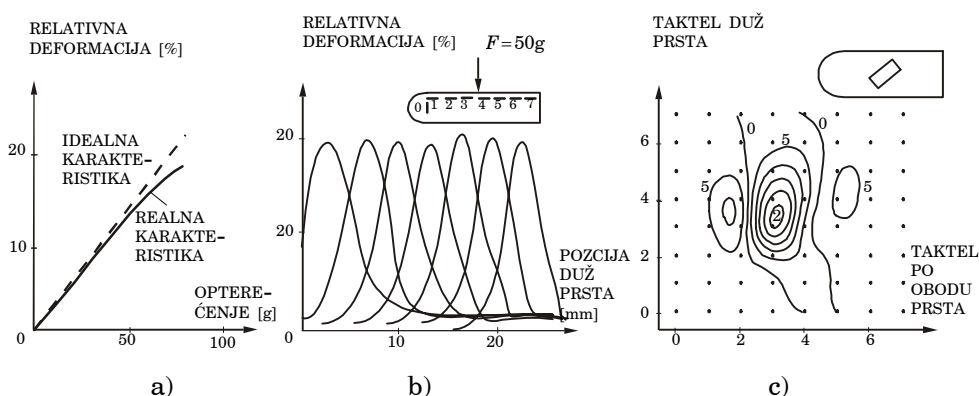 RELATIVNA
DEFORMACIJA [%]
20
10
0
IDEALNA
KARAKTE–
RISTIKA
REALNA
KARAKTE–
RISTIKA
OPTERE–
ĆENJE [g]
50
100
a)
RELATIVNA
DEFORMACIJA [%]
F=50g
0 1 2 3 4 5 6 7
20
20
0
10
20
POZCIJA
DUŽ
PRSTA
[mm]
b)
TAKTEL DUŽ
PRSTA
6
4
2
0
0 2 4 6
0
0
5
5
5
2
TAKTEL
PO
OBODU
PRSTA
c)